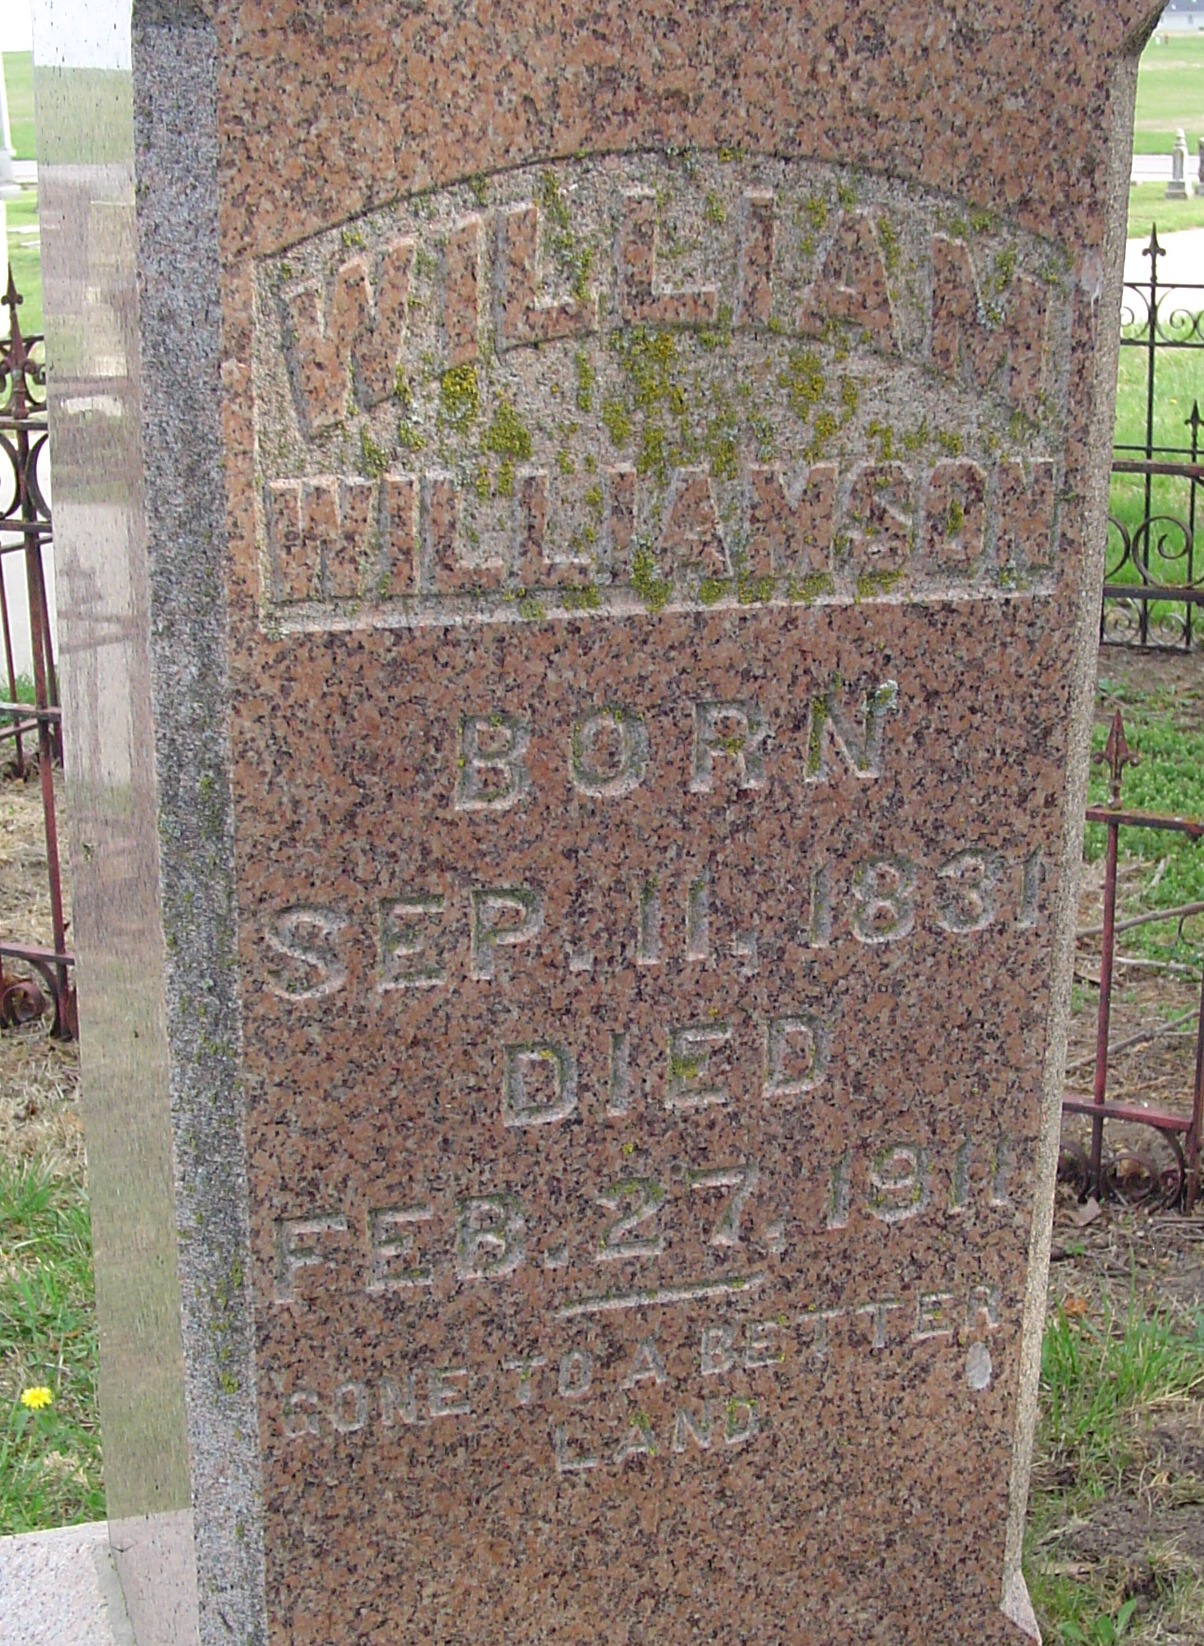 WILLIAM
WILLIAMSON
BORN
SEP. 11, 1831
DIED
FEB. 27, 1911
GONE TO A BETTER
LAND